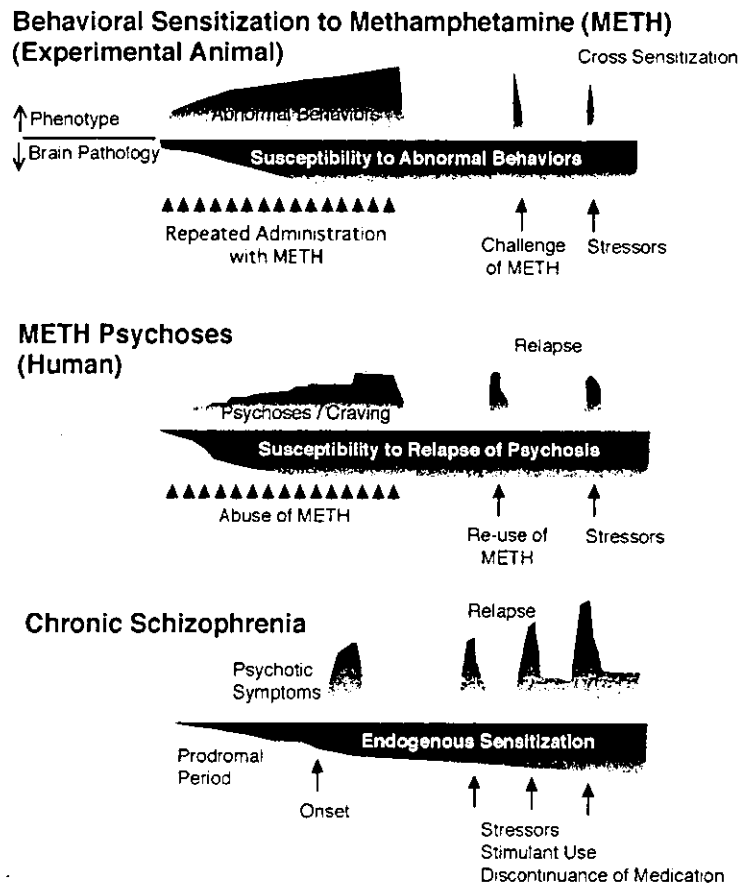 Behavioral Sensitization to Methamphetamine (METH)
(Experimental Animal)
Cross Sensitization
Phenotype
Abnormal Behaviors
Brain Pathology
Susceptibility to Abnormal Behaviors
Repeated Administration
with METH
Challenge
of METH
Stressors
METH Psychoses
(Human)
Relapse
Psychoses / Craving
Susceptibility to Relapse of Psychosis
Abuse of METH
Re-use of
METH
Stressors
Chronic Schizophrenia
Relapse
Psychotic
Symptoms
Endogenous Sensitization
Prodromal
Period
Onset
Stressors
Stimulant Use
Discontinuance of Medication